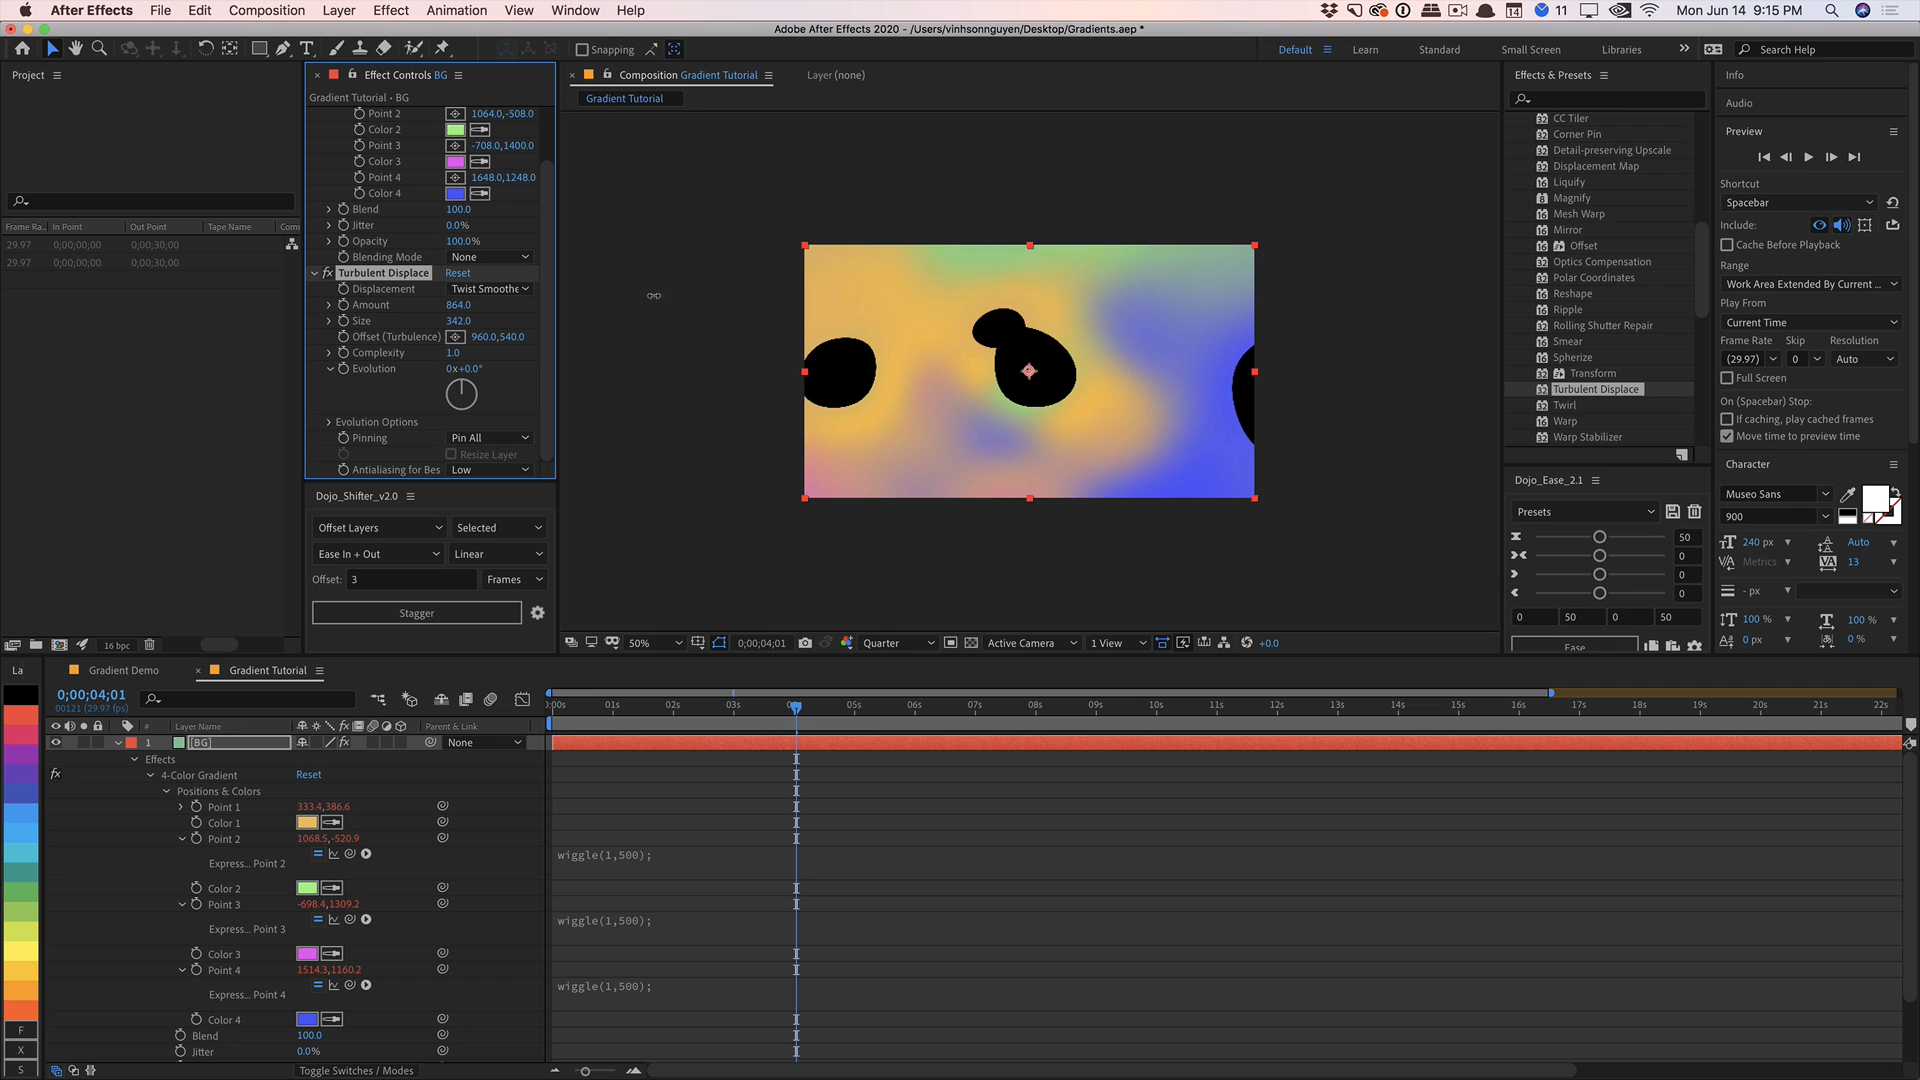 After Effects File Edit Composition Layer Effect Animation View Window Help
14 11 Mon Jun 14 9:15 PM
Adobe After Effects 2020 - /Users/vinhsonnguyen/Desktop/Gradients.aep *
Snapping
Default Learn Standard Small Screen Libraries Search Help
Project
Frame Ra... In Point Out Point Tape Name Comr
29.97 0;00;00;00 0;00;30;00
29.97 0;00;00;00 0;00;30;00
16 bpc
Effect Controls BG
Gradient Tutorial • BG
Point 2 1064.0,-508.0
Color 2
Point 3 -708.0,1400.0
Color 3
Point 4 1648.0,1248.0
Color 4
Blend 100.0
Jitter 0.0%
Opacity 100.0%
Blending Mode None
fx Turbulent Displace Reset
Displacement Twist Smoothe
Amount 864.0
Size 342.0
Offset (Turbulence) 960.0,540.0
Complexity 1.0
Evolution 0x+0.0°
Evolution Options
Pinning Pin All
Resize Layer
Antialiasing for Bes Low
Dojo_Shifter_v2.0
Offset Layers Selected
Ease In + Out Linear
Offset: 3 Frames
Stagger
Composition Gradient Tutorial Layer (none)
Gradient Tutorial
50% 0;00;04;01 Quarter Active Camera 1 View +0.0
Effects & Presets
CC Tiler
Corner Pin
Detail-preserving Upscale
Displacement Map
Liquify
Magnify
Mesh Warp
Mirror
Offset
Optics Compensation
Polar Coordinates
Reshape
Ripple
Rolling Shutter Repair
Smear
Spherize
Transform
Turbulent Displace
Twirl
Warp
Warp Stabilizer
Dojo_Ease_2.1
Presets
50
0
0
0
0 50 0 50
Ease
Info
Audio
Preview
Shortcut
Spacebar
Include:
Cache Before Playback
Range
Work Area Extended By Current ...
Play From
Current Time
Frame Rate Skip Resolution
(29.97) 0 Auto
Full Screen
On (Spacebar) Stop:
If caching, play cached frames
Move time to preview time
Character
Museo Sans
900
240 px Auto
Metrics 13
- px
100 % 100 %
0 px 0 %
La Gradient Demo Gradient Tutorial
0;00;04;01
00121 (29.97 fps)
:00s 01s 02s 03s 05s 06s 07s 08s 09s 10s 11s 12s 13s 14s 15s 16s 17s 18s 19s 20s 21s 22s
# Layer Name fx Parent & Link
1 [BG] fx None
Effects
fx 4-Color Gradient Reset
Positions & Colors
Point 1 333.4,386.6
Color 1
Point 2 1068.5,-520.9
Express... Point 2 wiggle(1,500);
Color 2
Point 3 -698.4,1309.2
Express... Point 3 wiggle(1,500);
Color 3
Point 4 1514.3,1160.2
Express... Point 4 wiggle(1,500);
Color 4
Blend 100.0
Jitter 0.0%
F
X
S
Toggle Switches / Modes